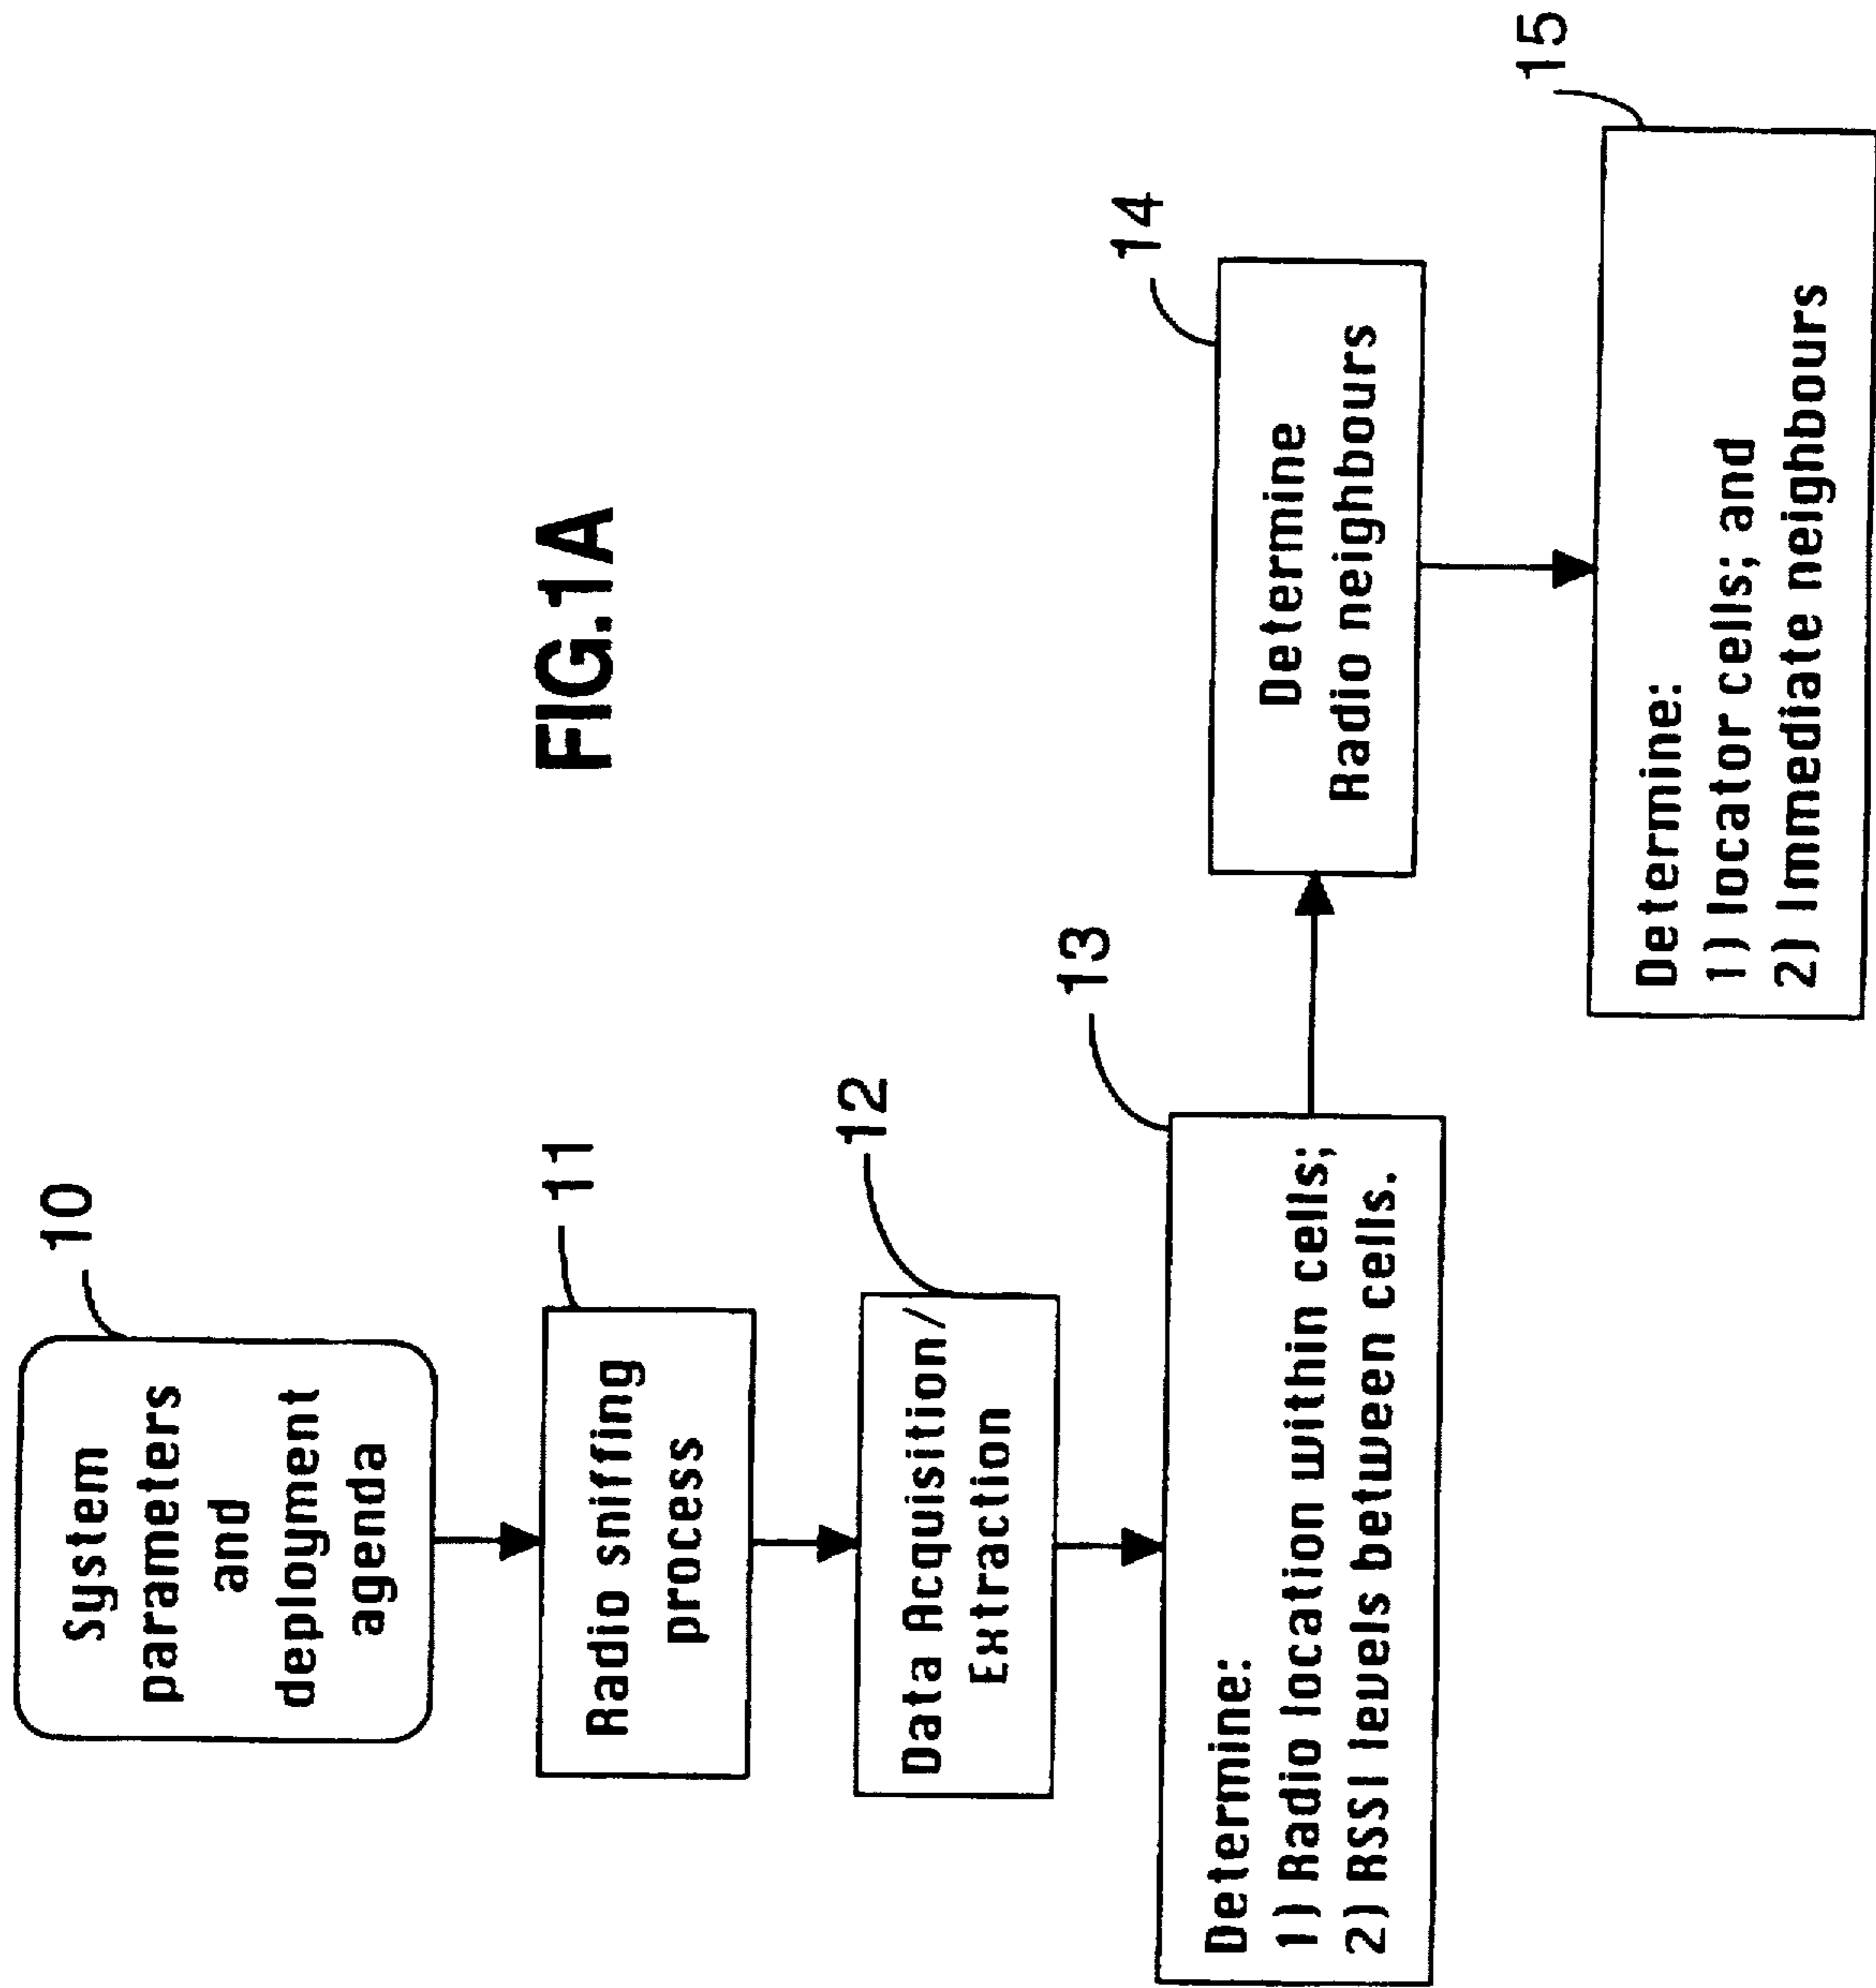 FIG.1A
10
System
parameters
and
deployment
agenda
11
Radio sniffing
process
12
Data Acquisition/
Extraction
13
Determine:
1) Radio location within cells;
2) RSSI levels between cells.
14
Determine
Radio neighbours
15
Determine:
1) locator cells; and
2) Immediate neighbours